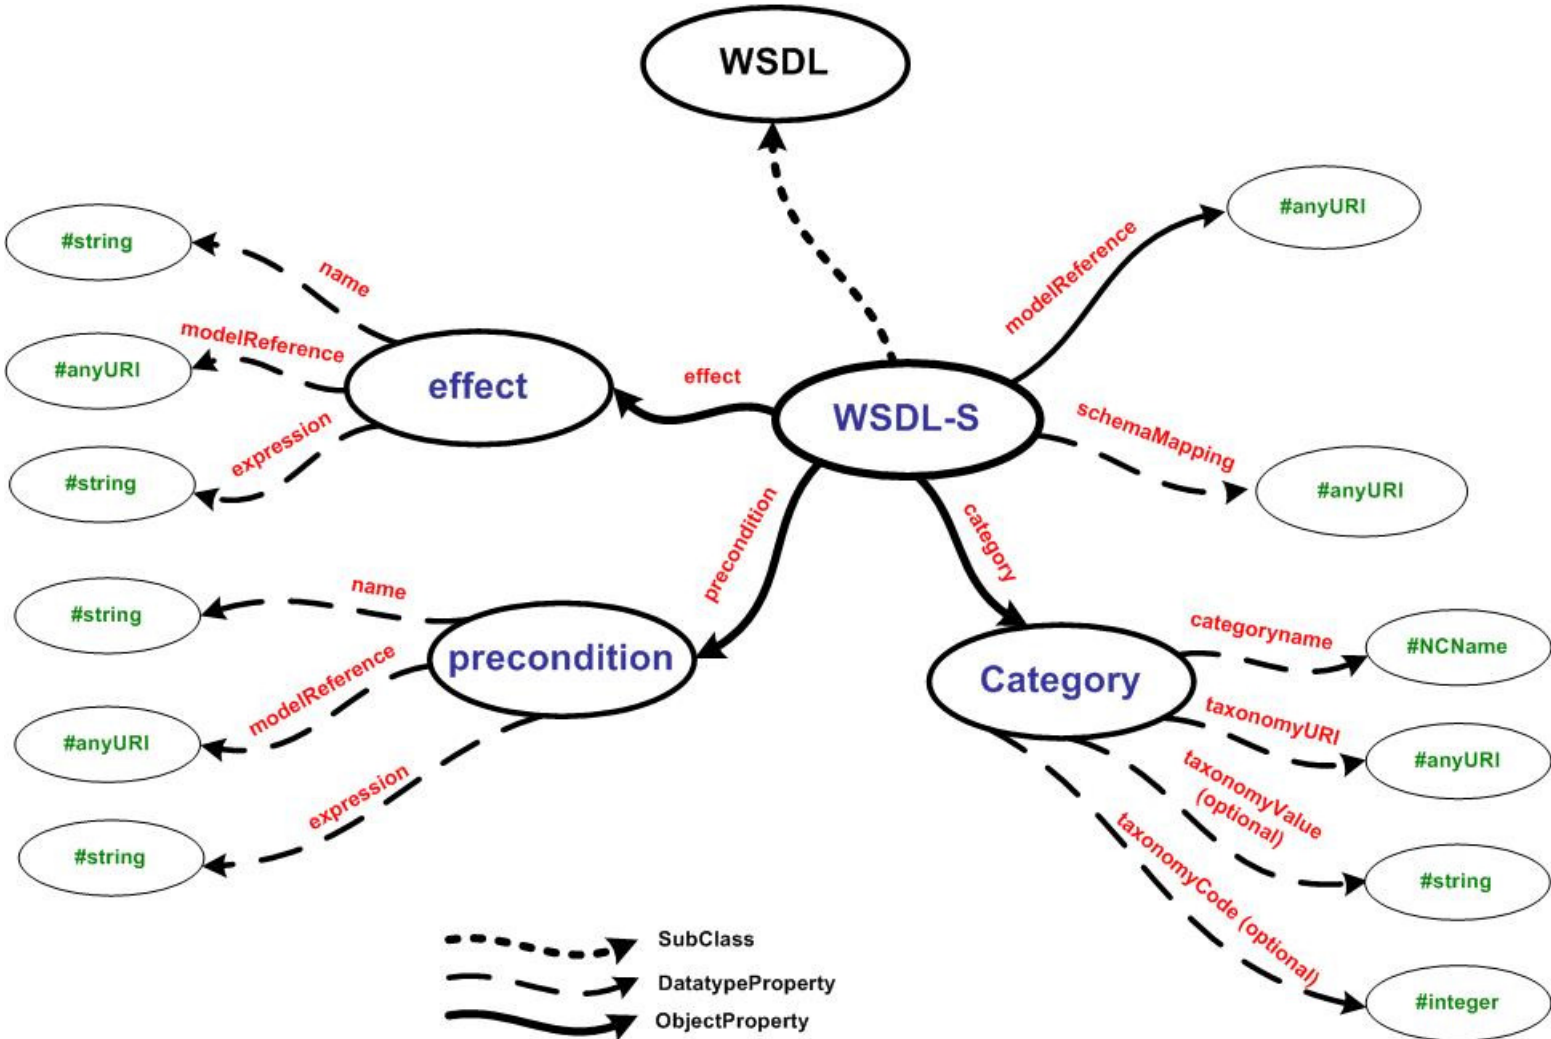 WSDL
#anyURI
modelReference
#string
name
modelReference
#anyURI
effect
effect
WSDL-S
schemaMapping
#anyURI
expression
#string
precondition
category
name
#string
categoryname
#NCName
precondition
modelReference
#anyURI
Category
taxonomyURI
#anyURI
taxonomyValue
(optional)
expression
#string
taxonomyCode (optional)
#string
#integer
SubClass
DatatypeProperty
ObjectProperty